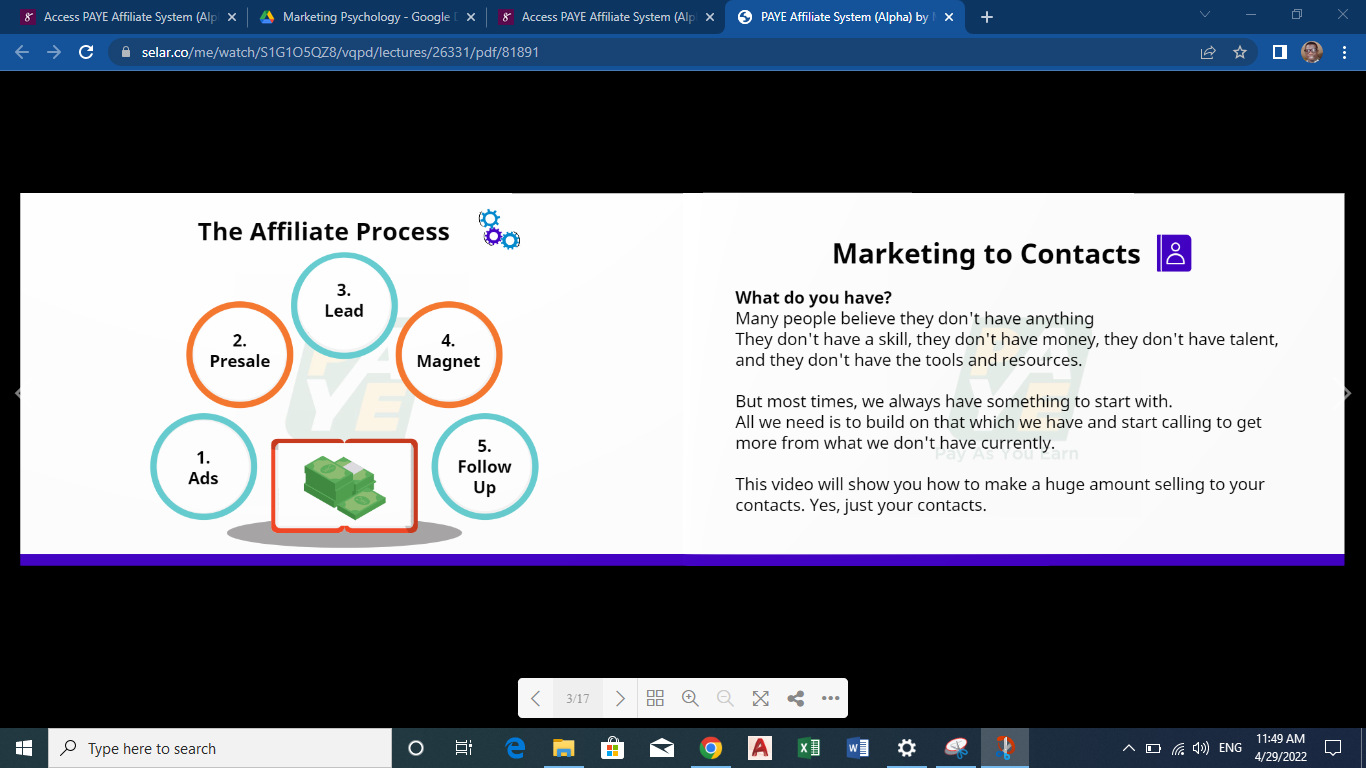 Access PAYE Affiliate System (Alp
Marketing Psychology - Google D
Access PAYE Affiliate System (Alp
PAYE Affiliate System (Alpha) by
selar.co/me/watch/S1G1O5QZ8/vqpd/lectures/26331/pdf/81891
The Affiliate Process
3.
Lead
2.
Presale
4.
Magnet
1.
Ads
5.
Follow
Up
PAYE
Marketing to Contacts
What do you have?
Many people believe they don't have anything
They don't have a skill, they don't have money, they don't have talent,
and they don't have the tools and resources.
But most times, we always have something to start with.
All we need is to build on that which we have and start calling to get
more from what we don't have currently.
This video will show you how to make a huge amount selling to your
contacts. Yes, just your contacts.
PAYE
Pay As You Earn
3/17
Type here to search
ENG
11:49 AM
4/29/2022